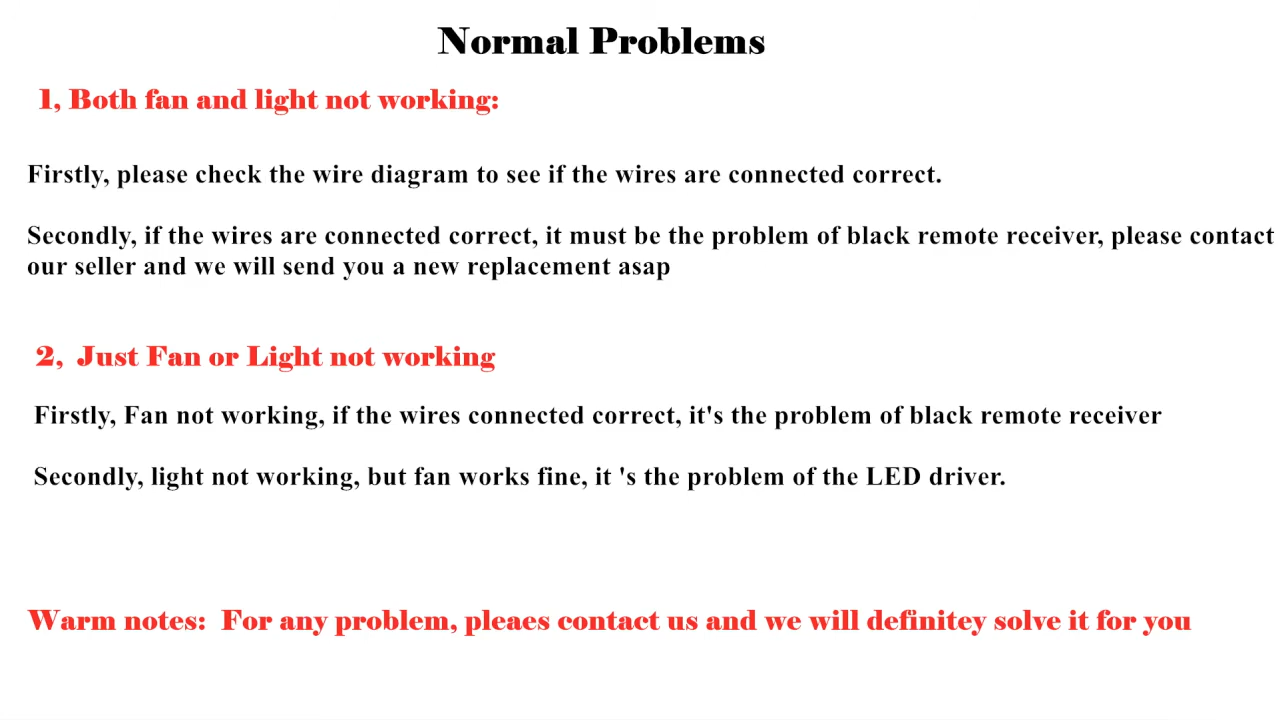 Normal Problems
1, Both fan and light not working:
Firstly, please check the wire diagram to see if the wires are connected correct.
Secondly, if the wires are connected correct, it must be the problem of black remote receiver, please contact
our seller and we will send you a new replacement asap
2, Just Fan or Light not working
Firstly, Fan not working, if the wires connected correct, it's the problem of black remote receiver
Secondly, light not working, but fan works fine, it 's the problem of the LED driver.
Warm notes: For any problem, pleaes contact us and we will definitey solve it for you